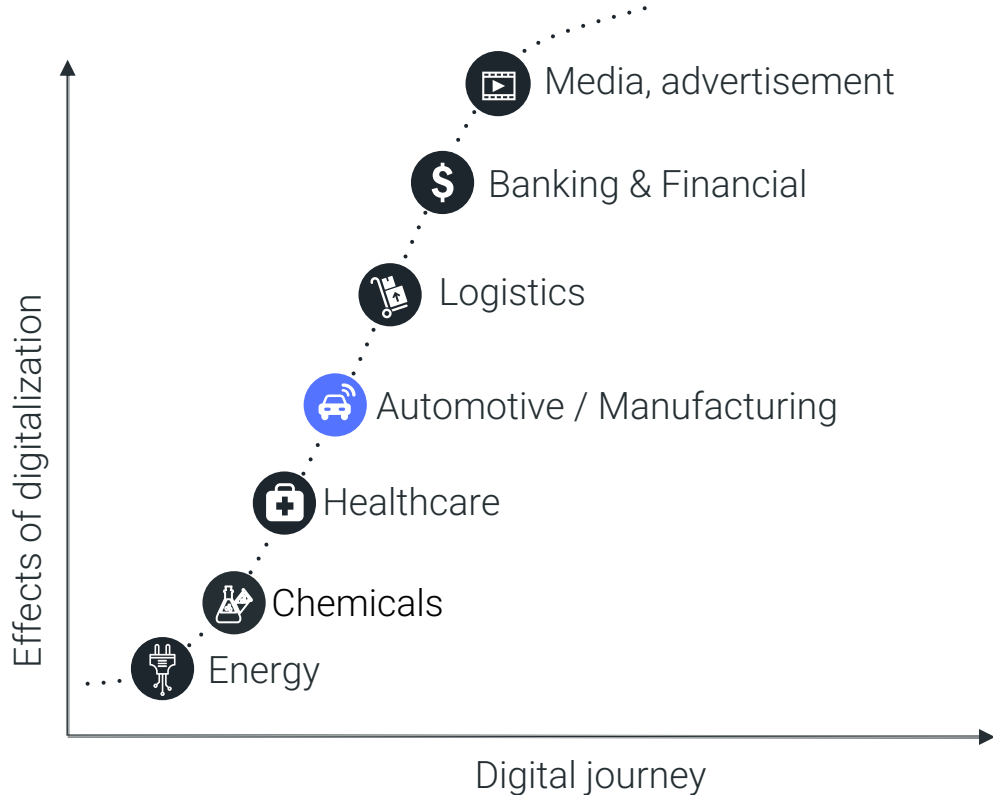 Media, advertisement
Banking & Financial
Logistics
Automotive / Manufacturing
Healthcare
Chemicals
Energy
Effects of digitalization
Digital journey